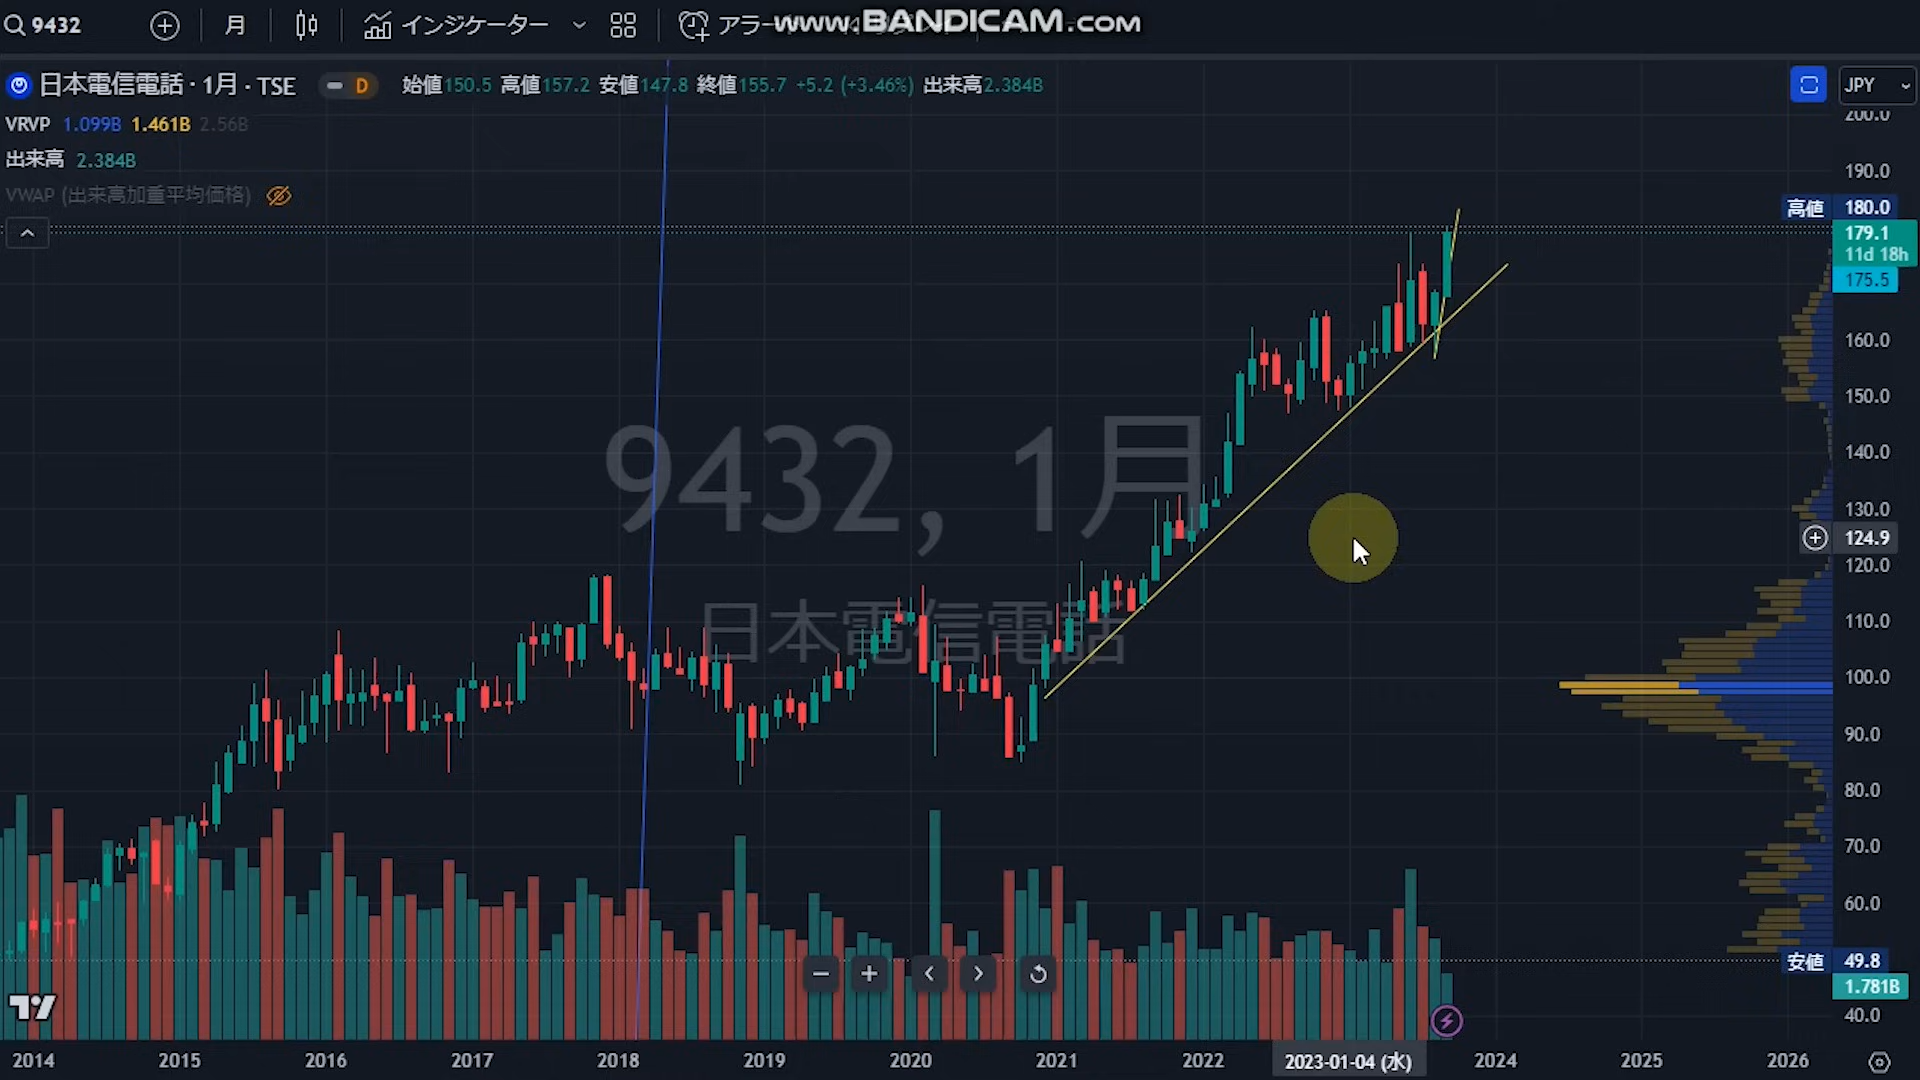 9432 月 インジケーター アラー www.BANDICAM.com
日本電信電話 · 1月 · TSE D 始値150.5 高値157.2 安値147.8 終値155.7 +5.2 (+3.46%) 出来高2.384B JPY
VRVP 1.099B 1.461B 2.56B
出来高 2.384B
VWAP (出来高加重平均価格)
200.0
190.0
高値 180.0
179.1
11d 18h
175.5
160.0
150.0
140.0
130.0
124.9
120.0
110.0
100.0
90.0
80.0
70.0
60.0
安値 49.8
1.781B
40.0
9432, 1月
日本電信電話
2014 2015 2016 2017 2018 2019 2020 2021 2022 2023-01-04 (水) 2024 2025 2026